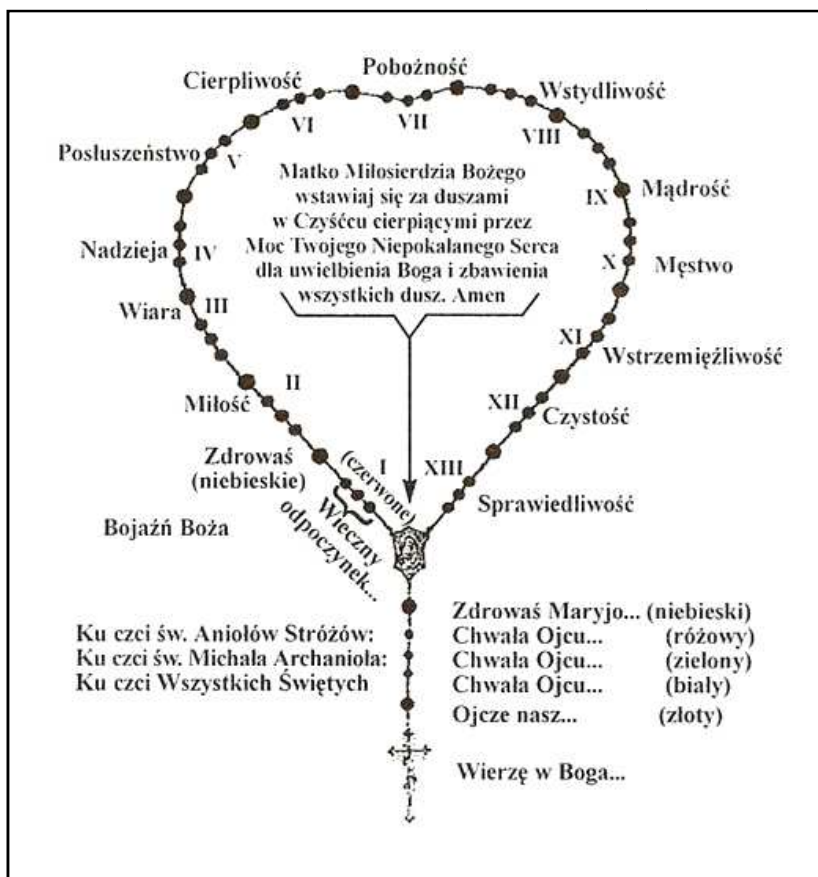 Pobożność
Cierpliwość
Wstydliwość
VI
VII
VIII
Posłuszeństwo
V
Matko Miłosierdzia Bożego
wstawiaj się za duszami
w Czyśćcu cierpiącymi przez
Moc Twojego Niepokalanego Serca
dla uwielbienia Boga i zbawienia
wszystkich dusz. Amen
IX
Mądrość
Nadzieja
IV
X
Męstwo
Wiara
III
XI
Wstrzemięźliwość
II
Miłość
XII
Czystość
Zdrowaś
(niebieskie)
I
(czerwone)
XIII
Sprawiedliwość
Wieczny
odpoczynek...
Bojaźń Boża
Zdrowaś Maryjo... (niebieski)
Ku czci św. Aniołów Stróżów: Chwała Ojcu... (różowy)
Ku czci św. Michała Archanioła: Chwała Ojcu... (zielony)
Ku czci Wszystkich Świętych Chwała Ojcu... (biały)
Ojcze nasz... (złoty)
Wierzę w Boga...